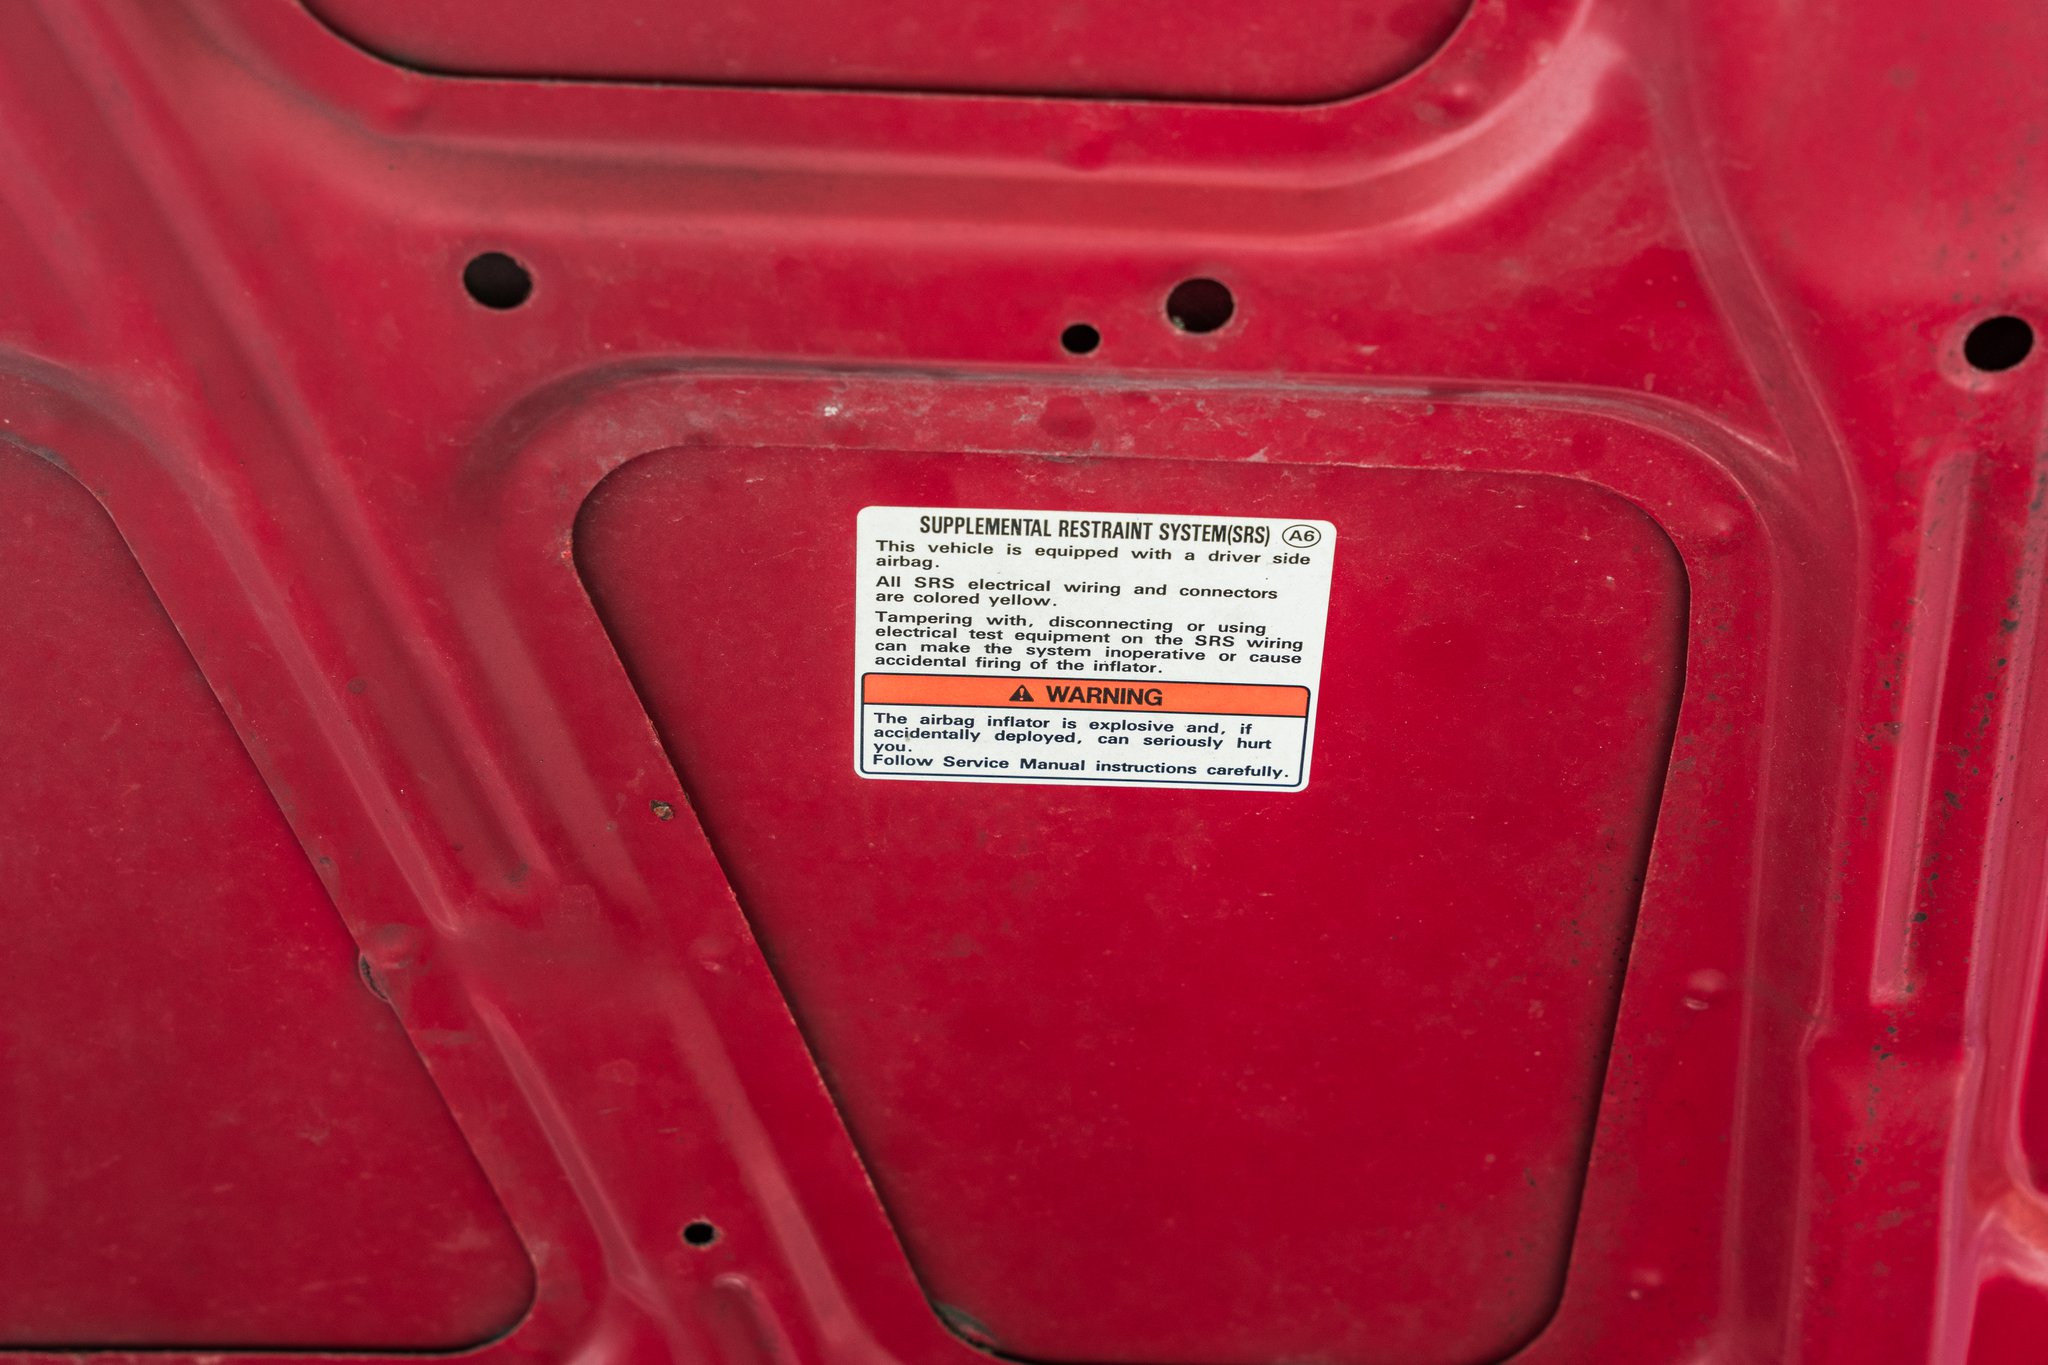 SUPPLEMENTAL RESTRAINT SYSTEM(SRS) A6
This vehicle is equipped with a driver side
airbag.
All SRS electrical wiring and connectors
are colored yellow.
Tampering with, disconnecting or using
electrical test equipment on the SRS wiring
can make the system inoperative or cause
accidental firing of the inflator.
WARNING
The airbag inflator is explosive and, if
accidentally deployed, can seriously hurt
you.
Follow Service Manual instructions carefully.